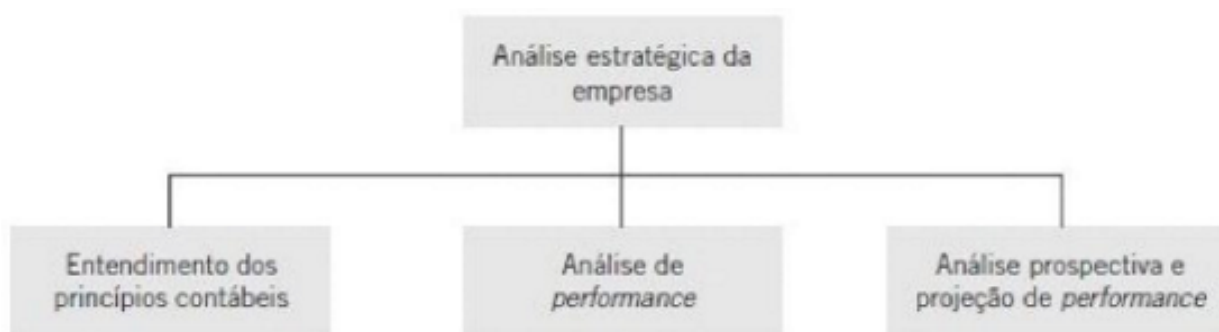 Análise estratégica da
empresa
Entendimento dos
princípios contábeis
Análise de
performance
Análise prospectiva e
projeção de performance